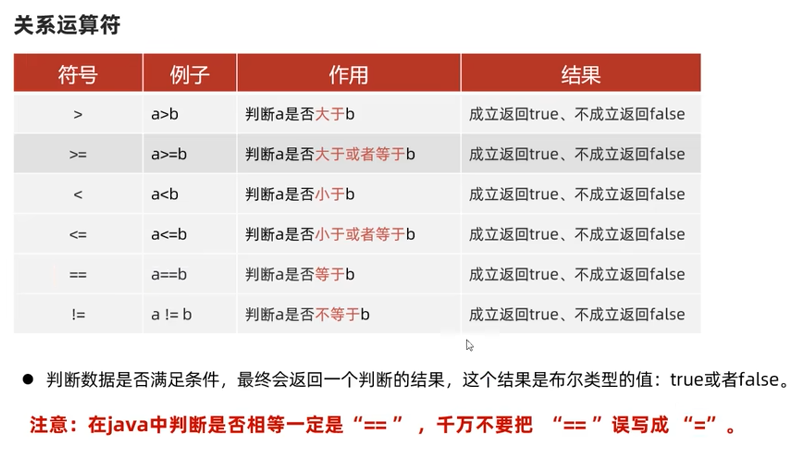 关系运算符
符号 例子 作用 结果
> a>b 判断a是否大于b 成立返回true、不成立返回false
>= a>=b 判断a是否大于或者等于b 成立返回true、不成立返回false
< a<b 判断a是否小于b 成立返回true、不成立返回false
<= a<=b 判断a是否小于或者等于b 成立返回true、不成立返回false
== a==b 判断a是否等于b 成立返回true、不成立返回false
!= a != b 判断a是否不等于b 成立返回true、不成立返回false
● 判断数据是否满足条件，最终会返回一个判断的结果，这个结果是布尔类型的值：true或者false。
注意：在java中判断是否相等一定是“== ” ，千万不要把 “== ”误写成 “=”。